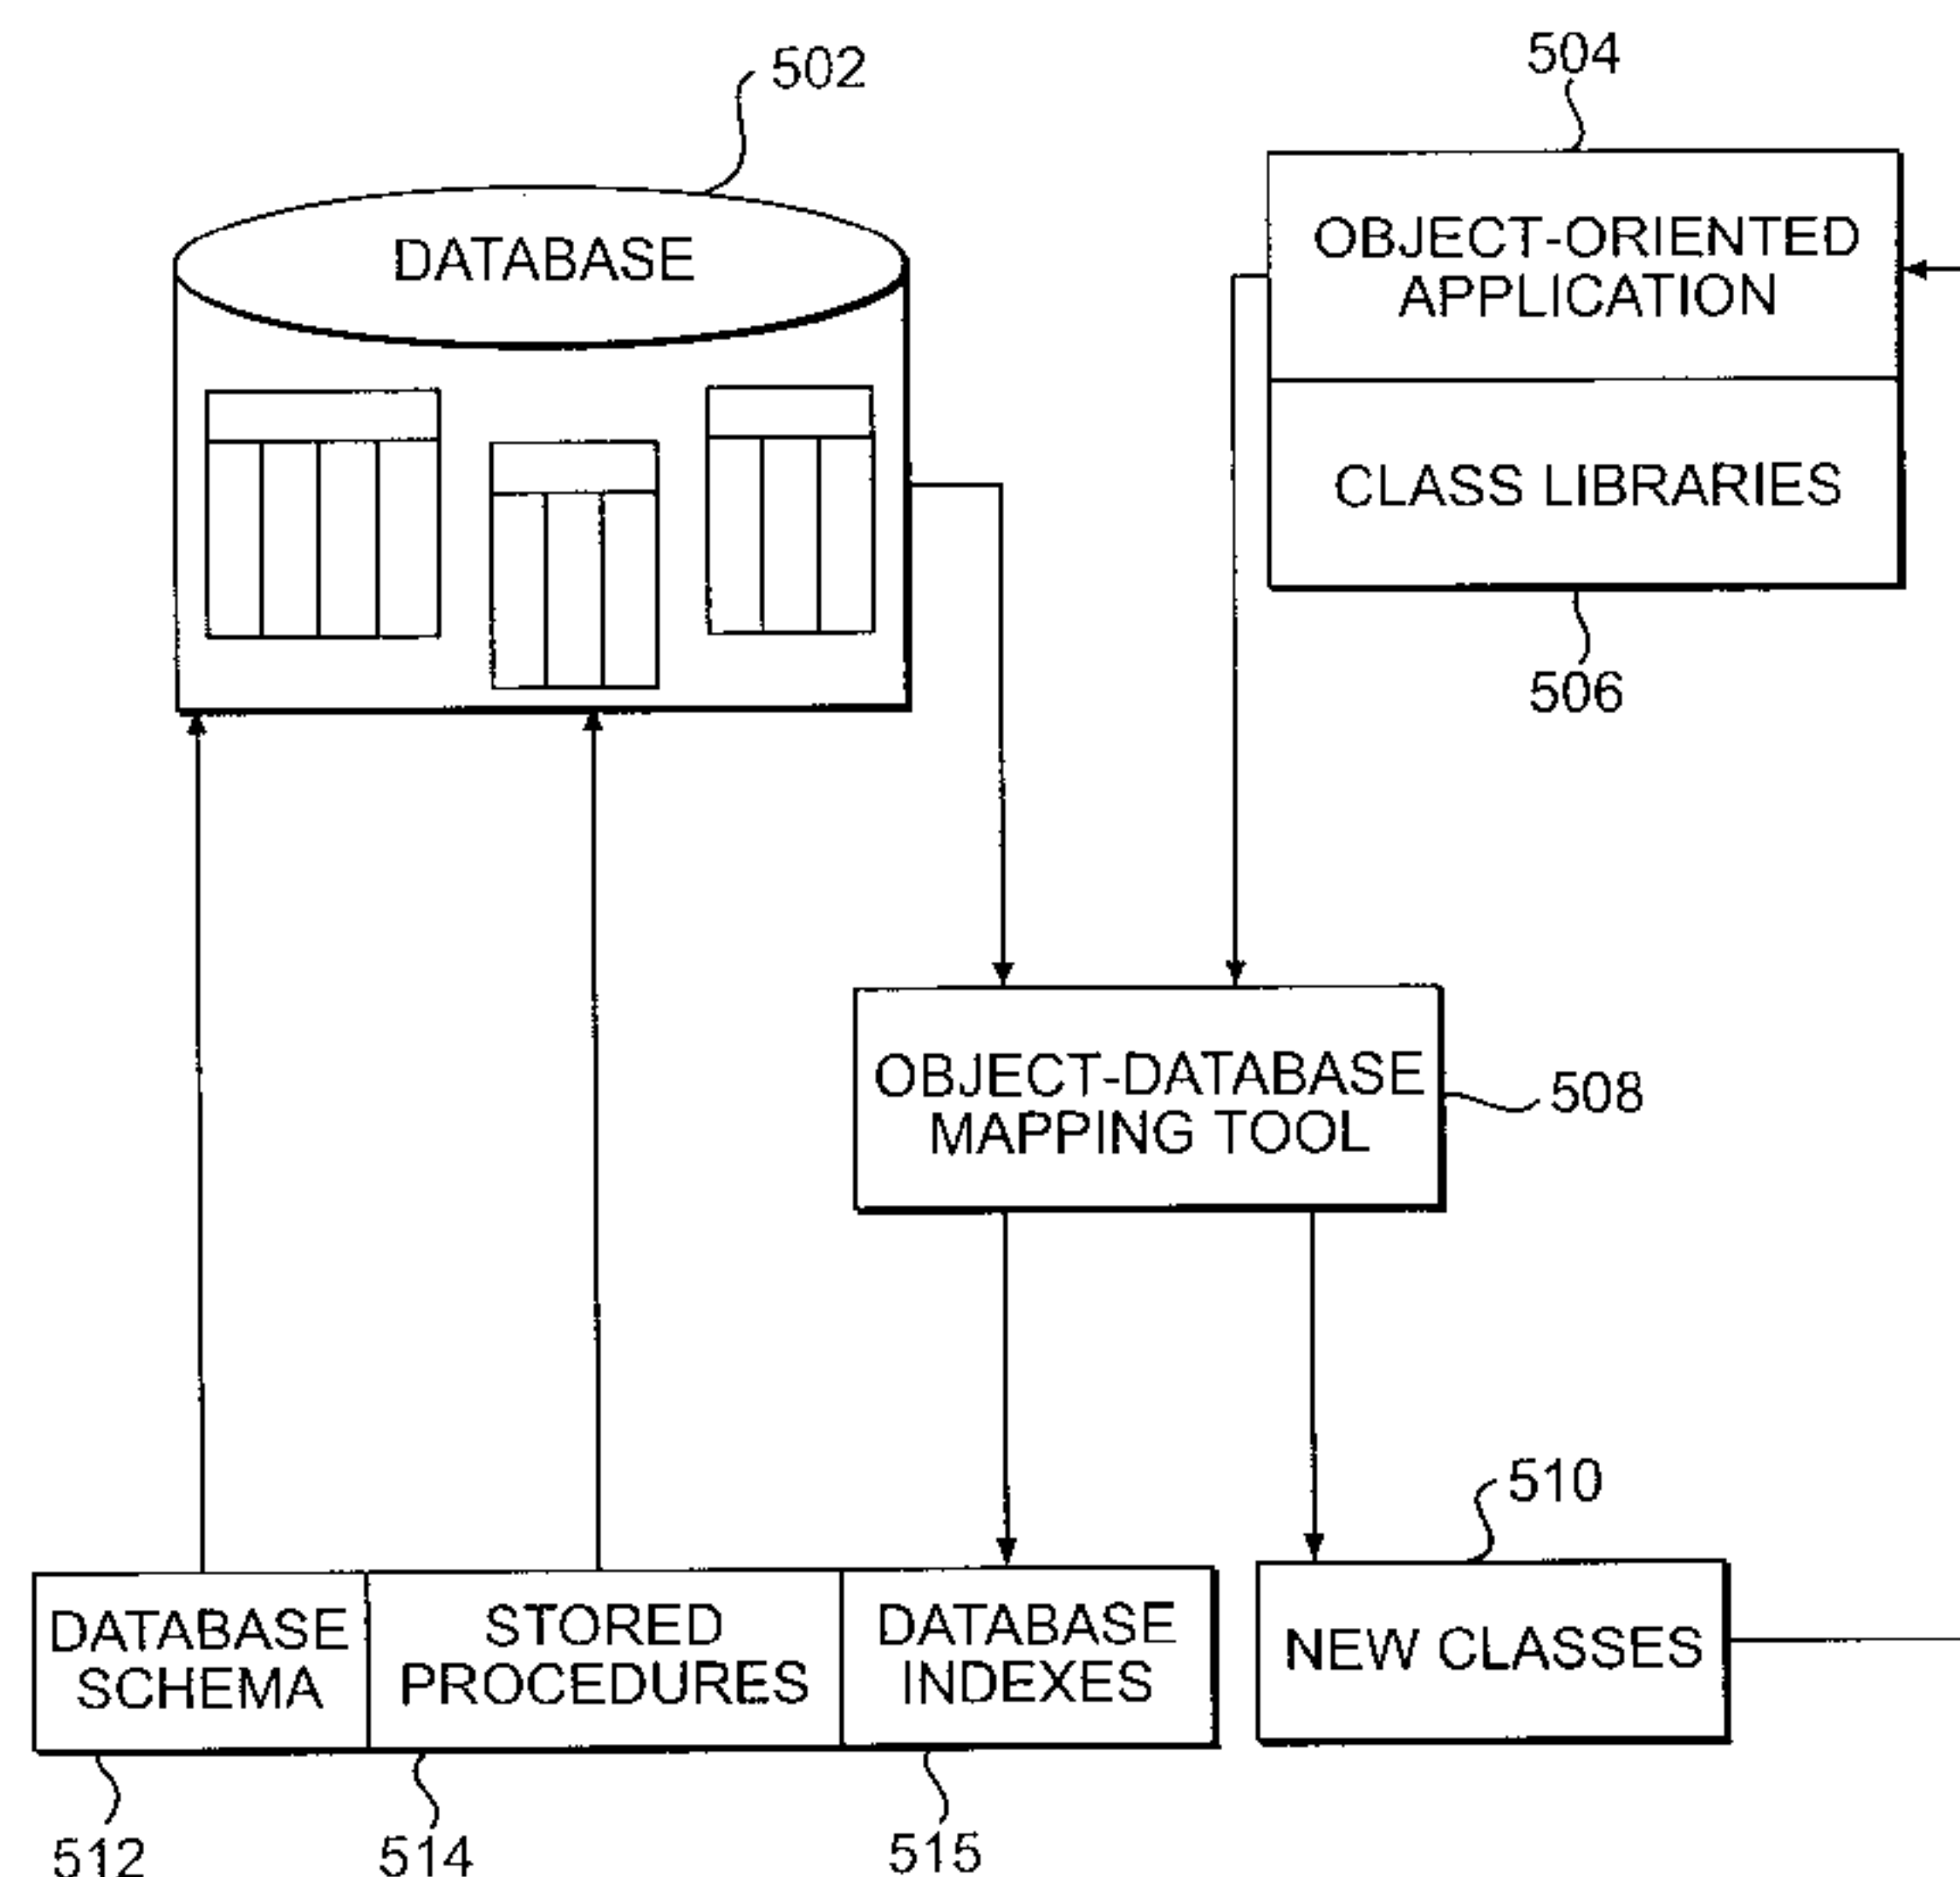 502
504
DATABASE
OBJECT-ORIENTED
APPLICATION
CLASS LIBRARIES
506
OBJECT-DATABASE
MAPPING TOOL
508
510
DATABASE
SCHEMA
STORED
PROCEDURES
DATABASE
INDEXES
NEW CLASSES
512
514
515